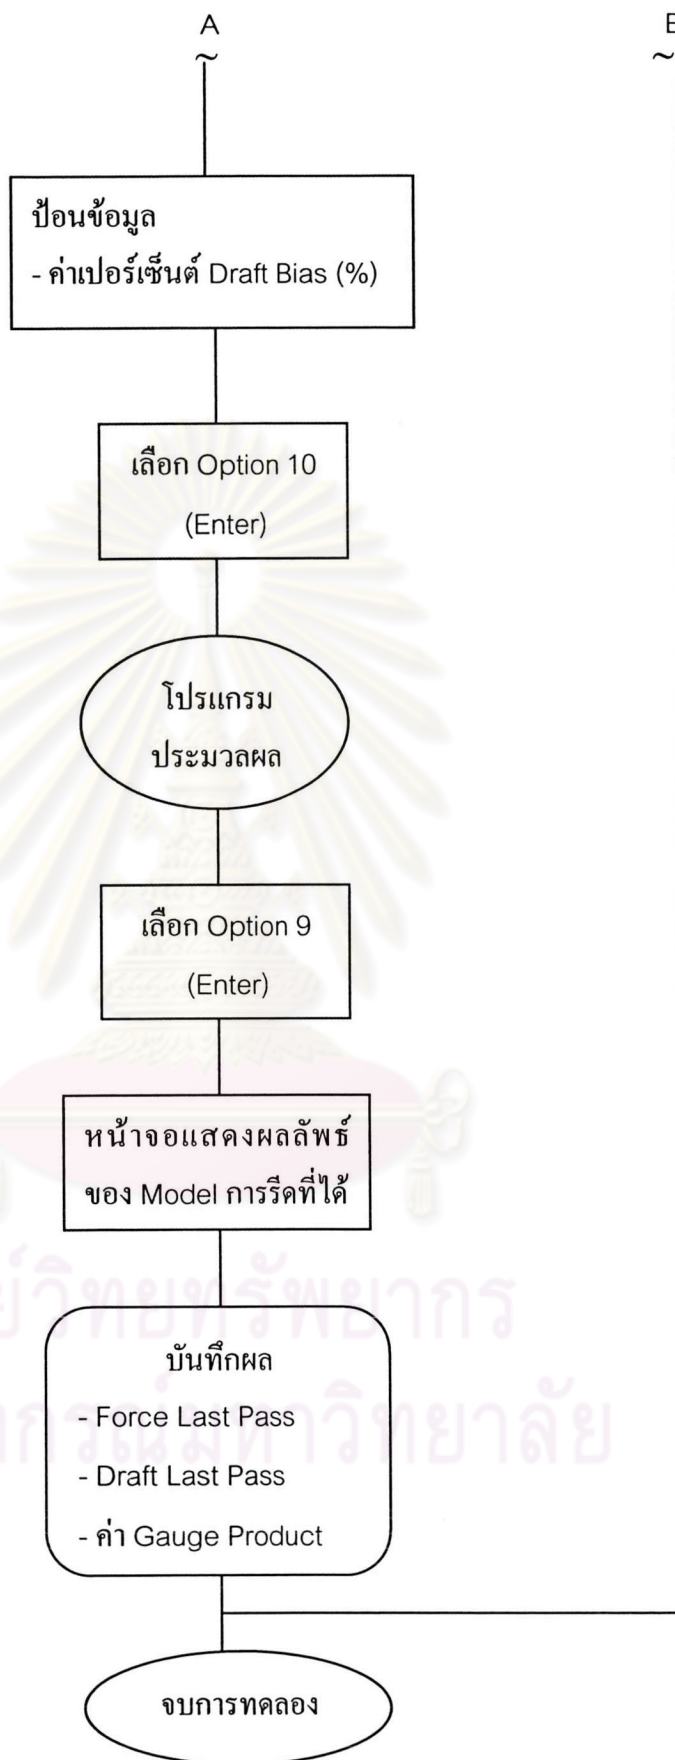 A
ป้อนข้อมูล
- ค่าเปอร์เซ็นต์ Draft Bias (%)
เลือก Option 10
(Enter)
โปรแกรม
ประมวลผล
เลือก Option 9
(Enter)
หน้าจอแสดงผลลัพธ์
ของ Model การรีดที่ได้
บันทึกผล
- Force Last Pass
- Draft Last Pass
- ค่า Gauge Product
จบการทดลอง